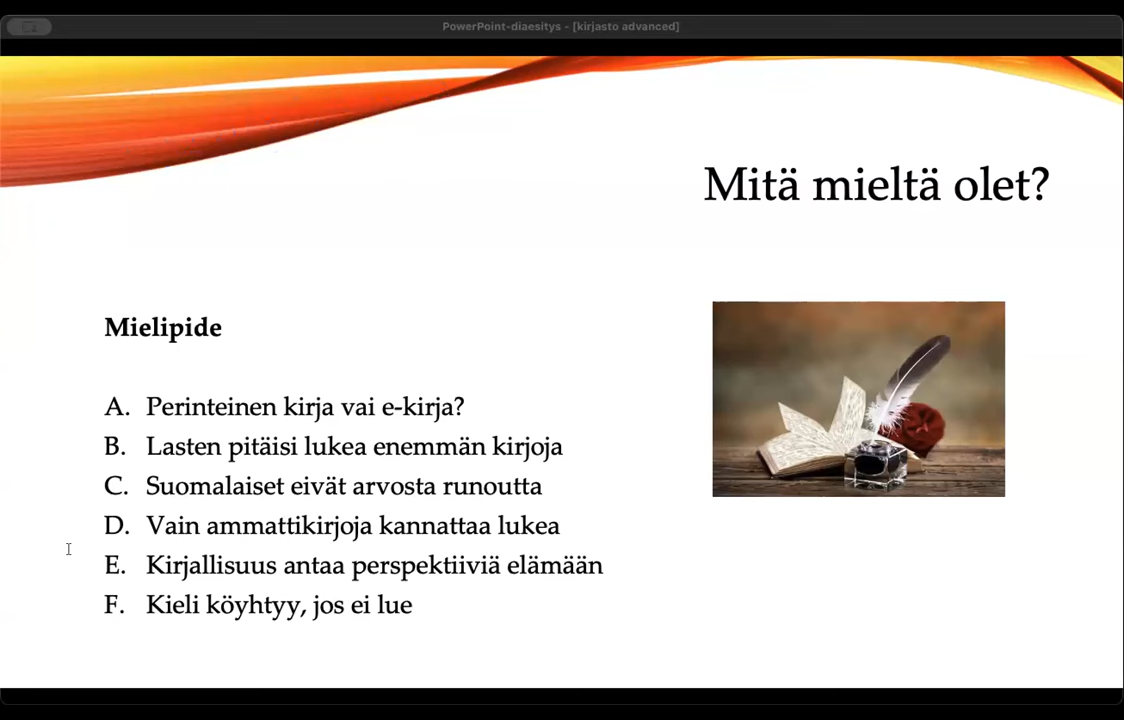 PowerPoint-diaesitys - [kirjasto advanced]
Mitä mieltä olet?
Mielipide
A. Perinteinen kirja vai e-kirja?
B. Lasten pitäisi lukea enemmän kirjoja
C. Suomalaiset eivät arvosta runoutta
D. Vain ammattikirjoja kannattaa lukea
E. Kirjallisuus antaa perspektiiviä elämään
F. Kieli köyhtyy, jos ei lue